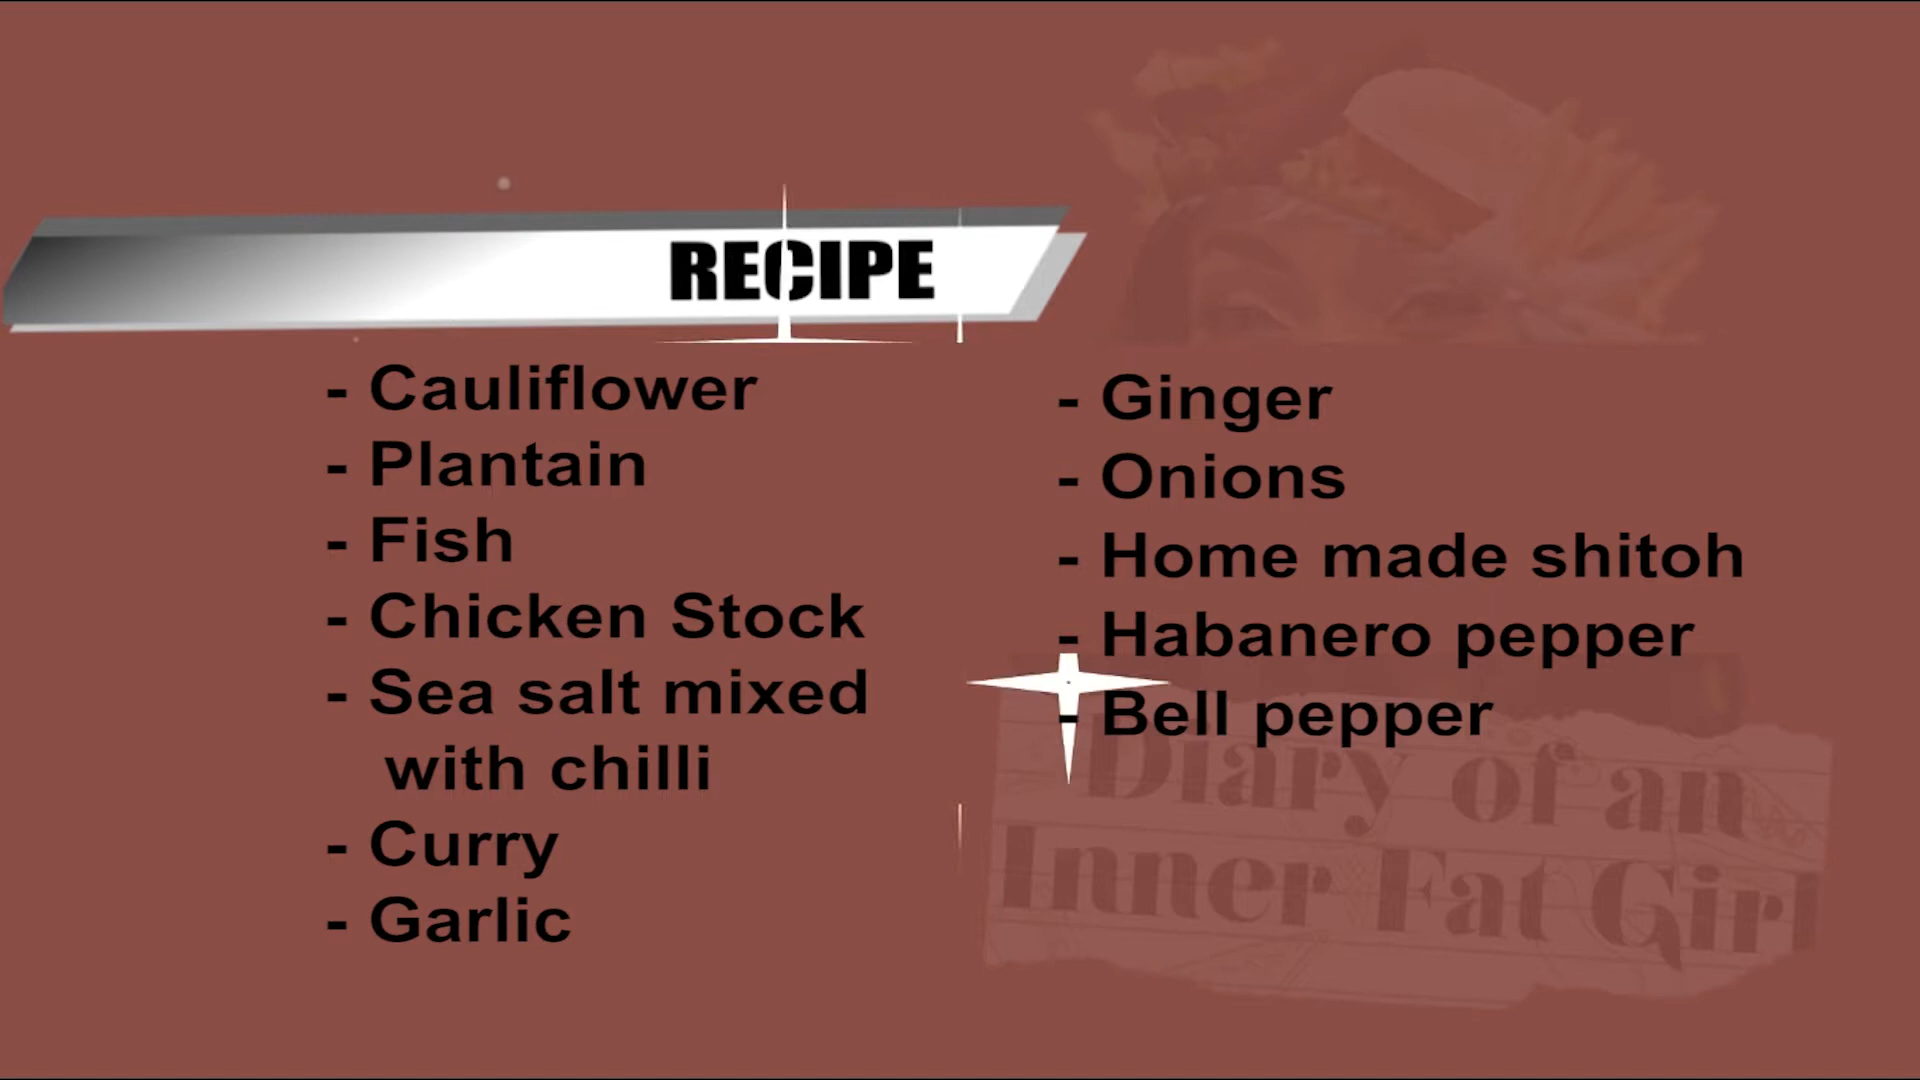 RECIPE
- Cauliflower
- Plantain
- Fish
- Chicken Stock
- Sea salt mixed
with chilli
- Curry
- Garlic
- Ginger
- Onions
- Home made shitoh
- Habanero pepper
- Bell pepper
Diary of an
Inner Fat Girl